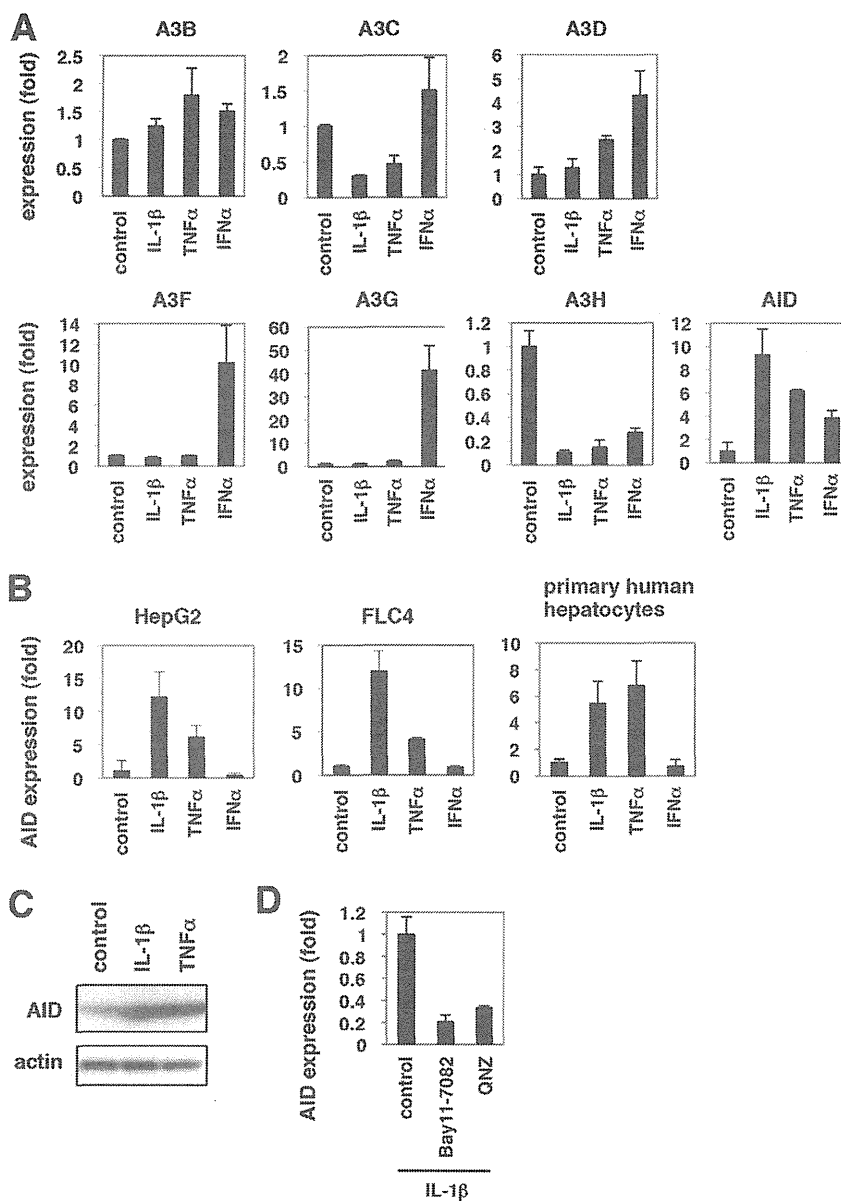 A
A3B
A3C
A3D
expression (fold)
2.5
2
1.5
1
0.5
control
IL-1β
TNFα
IFNα
2
1.5
1
0.5
0
control
IL-1β
TNFα
IFNα
6
5
4
3
2
1
0
control
IL-1β
TNFα
IFNα
A3F
A3G
A3H
AID
expression (fold)
14
12
10
8
6
4
2
0
control
IL-1β
TNFα
IFNα
60
50
40
30
20
10
0
control
IL-1β
TNFα
IFNα
1.2
1
0.8
0.6
0.4
0.2
0
control
IL-1β
TNFα
IFNα
12
10
8
6
4
2
0
control
IL-1β
TNFα
IFNα
B
HepG2
FLC4
primary human
hepatocytes
AID expression (fold)
20
15
10
5
0
control
IL-1β
TNFα
IFNα
15
10
5
0
control
IL-1β
TNFα
IFNα
10
8
6
4
2
0
control
IL-1β
TNFα
IFNα
C
control
IL-1β
TNFα
AID
actin
D
AID expression (fold)
1.2
1
0.8
0.6
0.4
0.2
0
control
Bay11-7082
QNZ
IL-1β